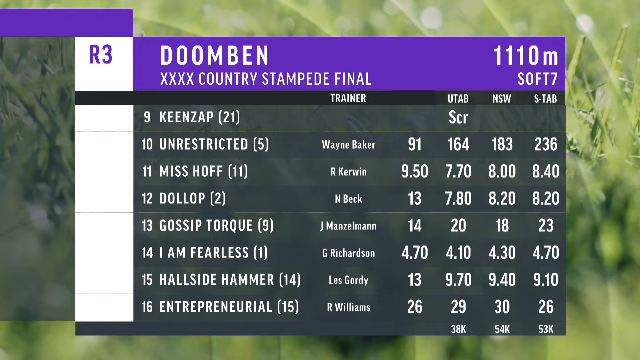 R3 DOOMBEN 1110m
XXXX COUNTRY STAMPEDE FINAL SOFT7
TRAINER UTAB NSW S-TAB
9 KEENZAP (21) Scr
10 UNRESTRICTED (5) Wayne Baker 91 164 183 236
11 MISS HOFF (11) R Kerwin 9.50 7.70 8.00 8.40
12 DOLLOP (2) N Beck 13 7.80 8.20 8.20
13 GOSSIP TORQUE (9) J Manzelmann 14 20 18 23
14 I AM FEARLESS (1) G Richardson 4.70 4.10 4.30 4.70
15 HALLSIDE HAMMER (14) Les Gordy 13 9.70 9.40 9.10
16 ENTREPRENEURIAL (15) R Williams 26 29 30 26
38K 54K 53K